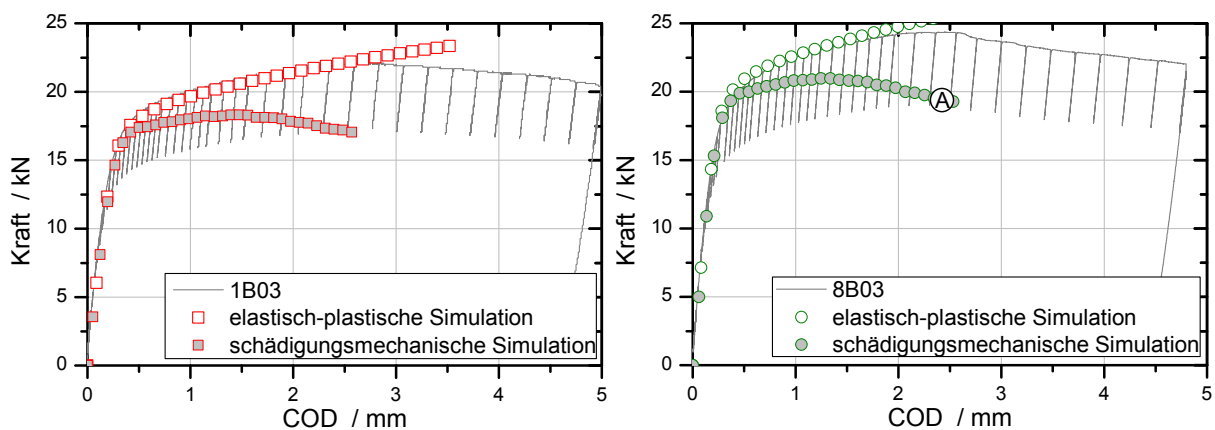 25
20
15
10
5
0
Kraft / kN
0 1 2 3 4 5
COD / mm
1B03
elastisch-plastische Simulation
schädigungsmechanische Simulation
25
20
15
10
5
0
Kraft / kN
0 1 2 3 4 5
COD / mm
A
8B03
elastisch-plastische Simulation
schädigungsmechanische Simulation